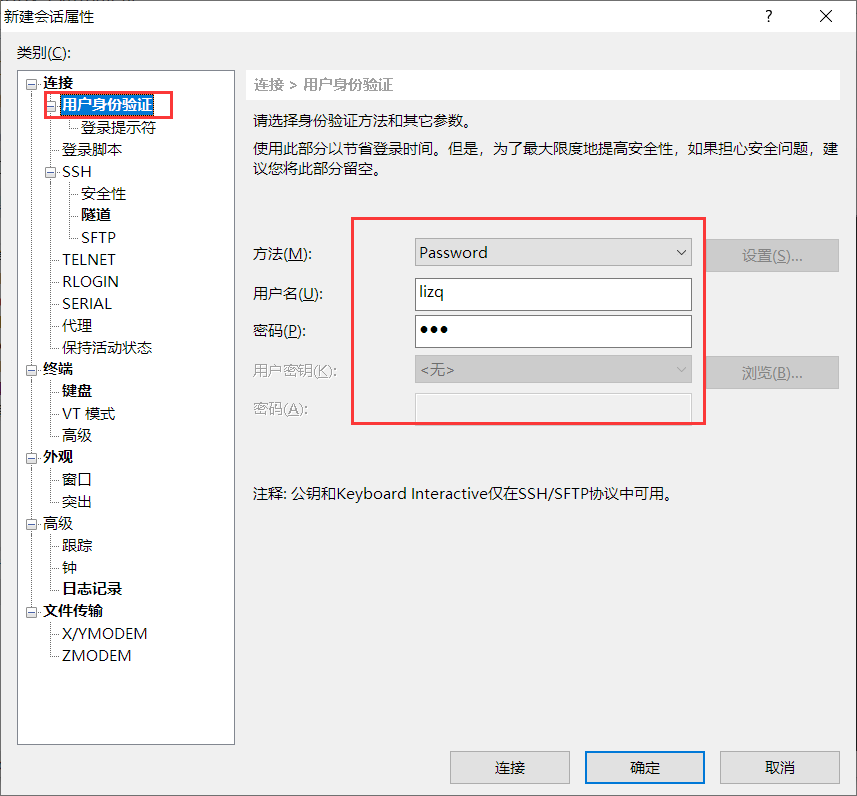 新建会话属性
?
类别(C):
连接
用户身份验证
登录提示符
登录脚本
SSH
安全性
隧道
SFTP
TELNET
RLOGIN
SERIAL
代理
保持活动状态
终端
键盘
VT 模式
高级
外观
窗口
突出
高级
跟踪
钟
日志记录
文件传输
X/YMODEM
ZMODEM
连接 > 用户身份验证
请选择身份验证方法和其它参数。
使用此部分以节省登录时间。但是，为了最大限度地提高安全性，如果担心安全问题，建
议您将此部分留空。
方法(M):
Password
设置(S)...
用户名(U):
lizq
密码(P):
●●●
用户密钥(K):
<无>
浏览(B)...
密码(A):
注释: 公钥和Keyboard Interactive仅在SSH/SFTP协议中可用。
连接
确定
取消